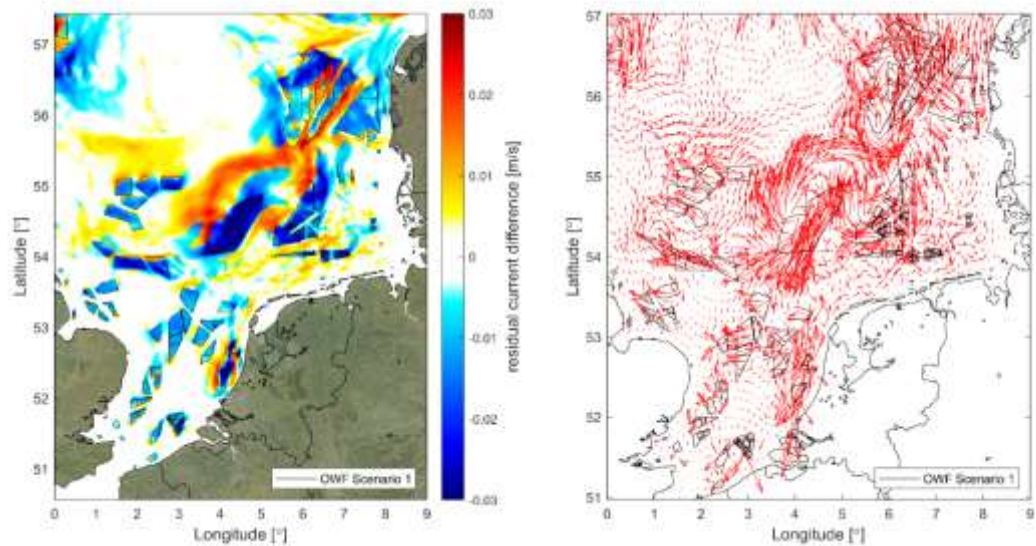 57
56
55
54
53
52
51
Latitude [°]
0 1 2 3 4 5 6 7 8 9
Longitude [°]
OWF Scenario 1
0.03
0.02
0.01
0
-0.01
-0.02
-0.03
residual current difference [m/s]
57
56
55
54
53
52
51
Latitude [°]
0 1 2 3 4 5 6 7 8 9
Longitude [°]
OWF Scenario 1